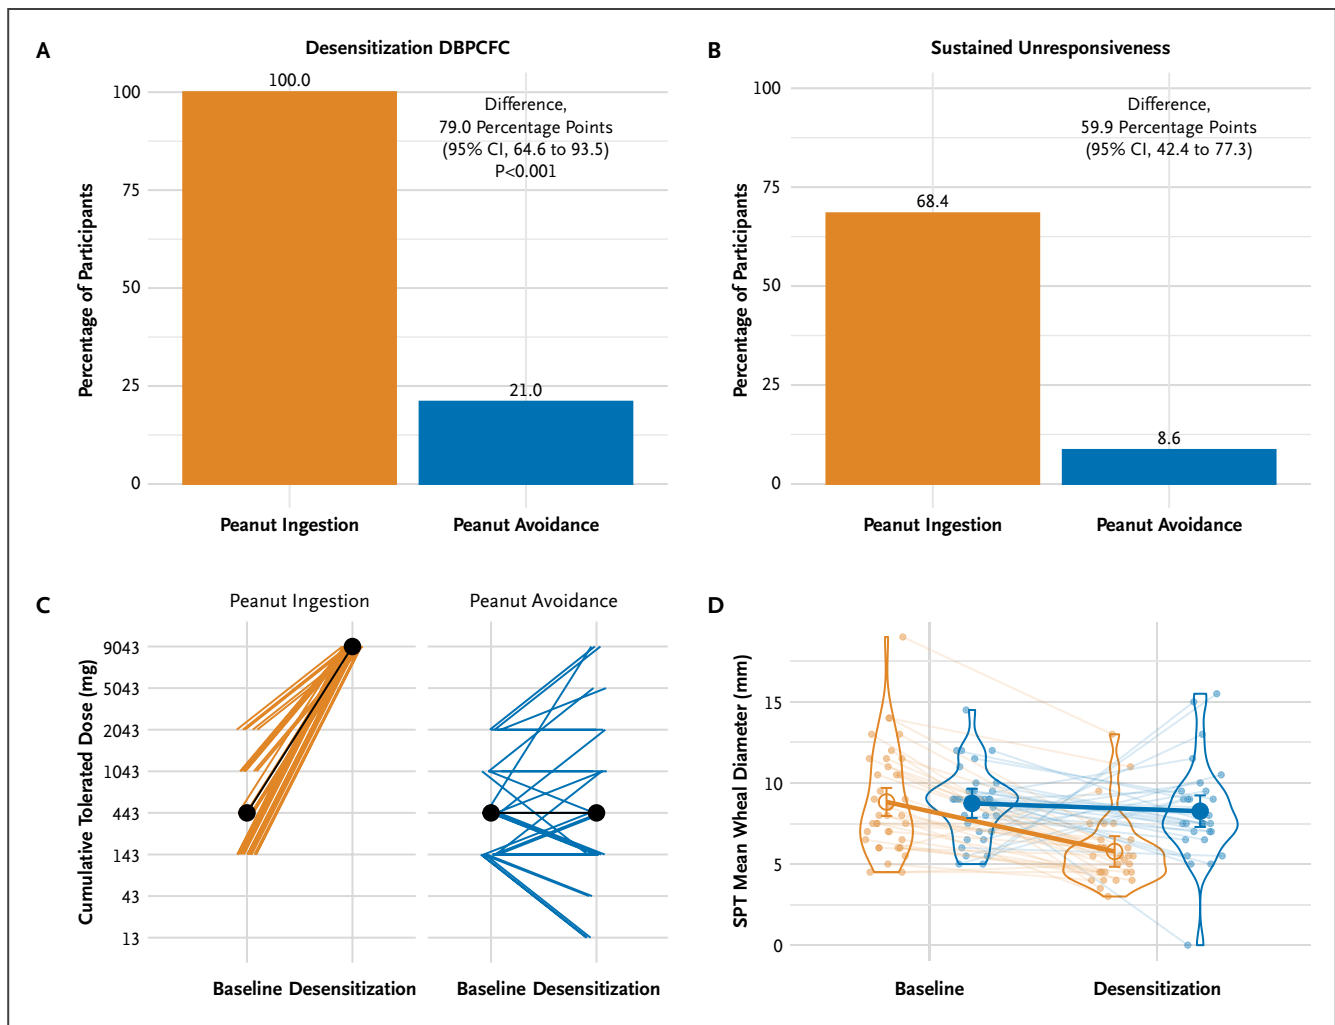 A
Desensitization DBPCFC
Percentage of Participants
100
75
50
25
0
100.0
21.0
Difference,
79.0 Percentage Points
(95% CI, 64.6 to 93.5)
P<0.001
Peanut Ingestion
Peanut Avoidance
B
Sustained Unresponsiveness
Percentage of Participants
100
75
50
25
0
68.4
8.6
Difference,
59.9 Percentage Points
(95% CI, 42.4 to 77.3)
Peanut Ingestion
Peanut Avoidance
C
Peanut Ingestion
Peanut Avoidance
Cumulative Tolerated Dose (mg)
9043
5043
2043
1043
443
143
43
13
Baseline Desensitization
Baseline Desensitization
D
SPT Mean Wheal Diameter (mm)
15
10
5
0
Baseline
Desensitization